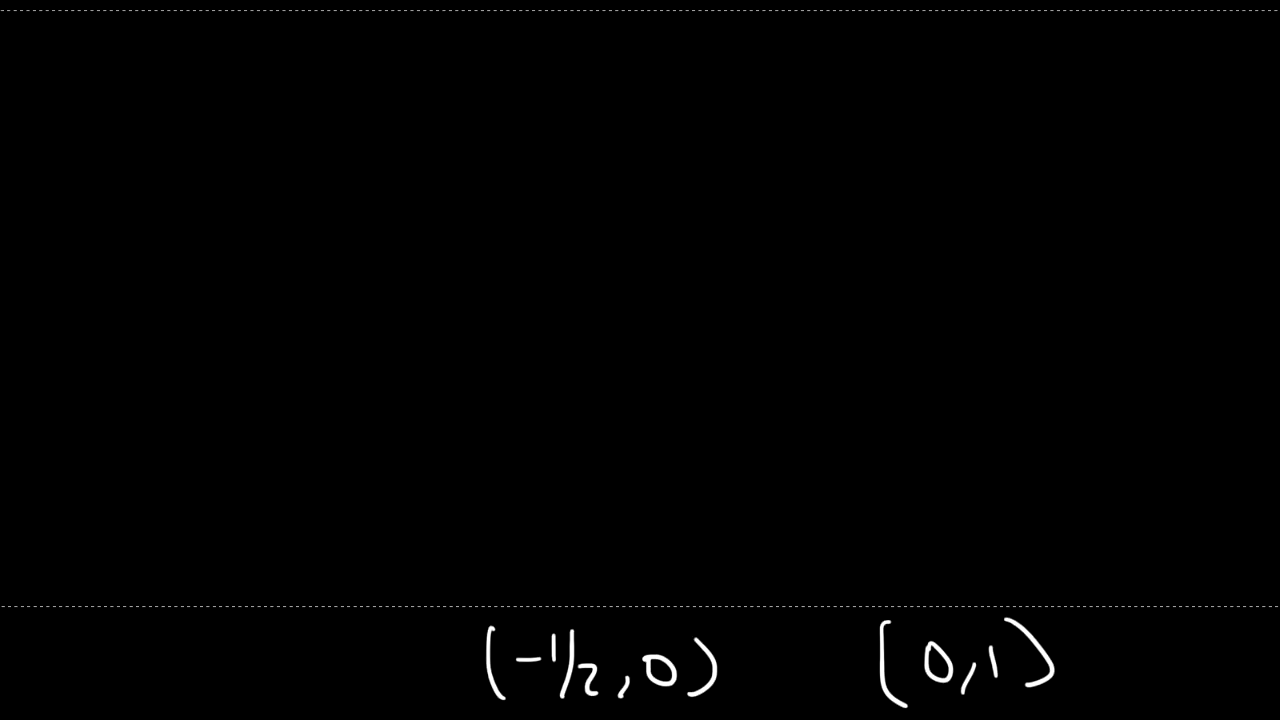 (-1/2, 0) (0, 1)